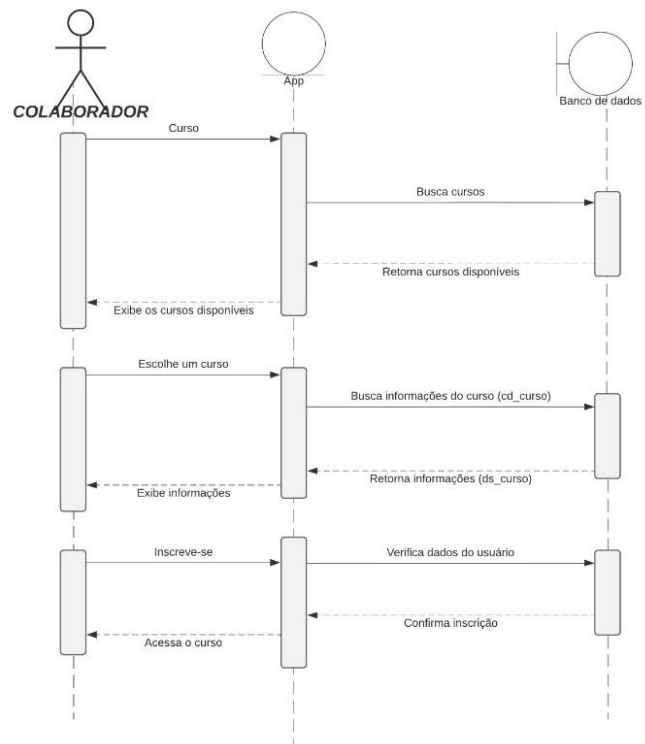 App
Banco de dados
COLABORADOR
Curso
Busca cursos
Retorna cursos disponíveis
Exibe os cursos disponíveis
Escolhe um curso
Busca informações do curso (cd_curso)
Retorna informações (ds_curso)
Exibe informações
Inscreve-se
Verifica dados do usuário
Confirma inscrição
Acessa o curso